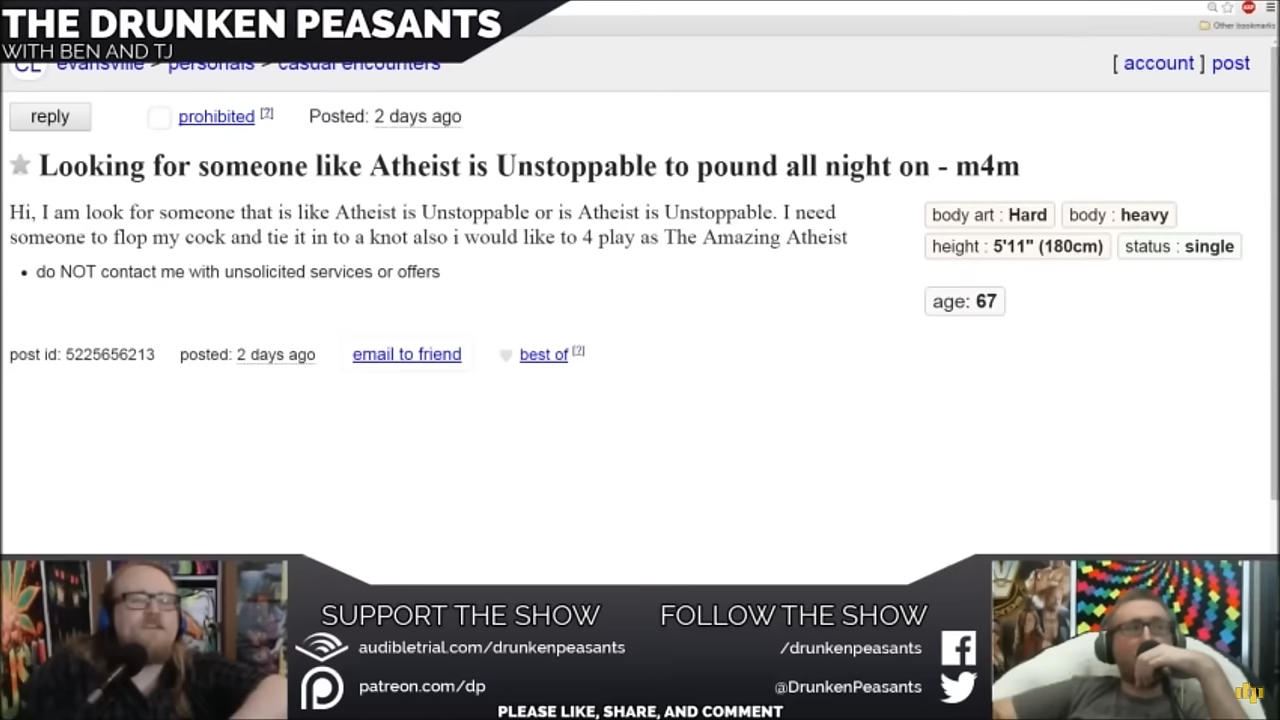 THE DRUNKEN PEASANTS
WITH BEN AND TJ
Other bookmarks
CL evansville > personals > casual encounters
[ account ] post
reply
prohibited [?]
Posted: 2 days ago
Looking for someone like Atheist is Unstoppable to pound all night on - m4m
Hi, I am look for someone that is like Atheist is Unstoppable or is Atheist is Unstoppable. I need
someone to flop my cock and tie it in to a knot also i would like to 4 play as The Amazing Atheist
• do NOT contact me with unsolicited services or offers
body art : Hard
body : heavy
height : 5'11" (180cm)
status : single
age: 67
post id: 5225656213
posted: 2 days ago
email to friend
best of [?]
SUPPORT THE SHOW
audibletrial.com/drunkenpeasants
patreon.com/dp
FOLLOW THE SHOW
/drunkenpeasants
@DrunkenPeasants
PLEASE LIKE, SHARE, AND COMMENT
dp